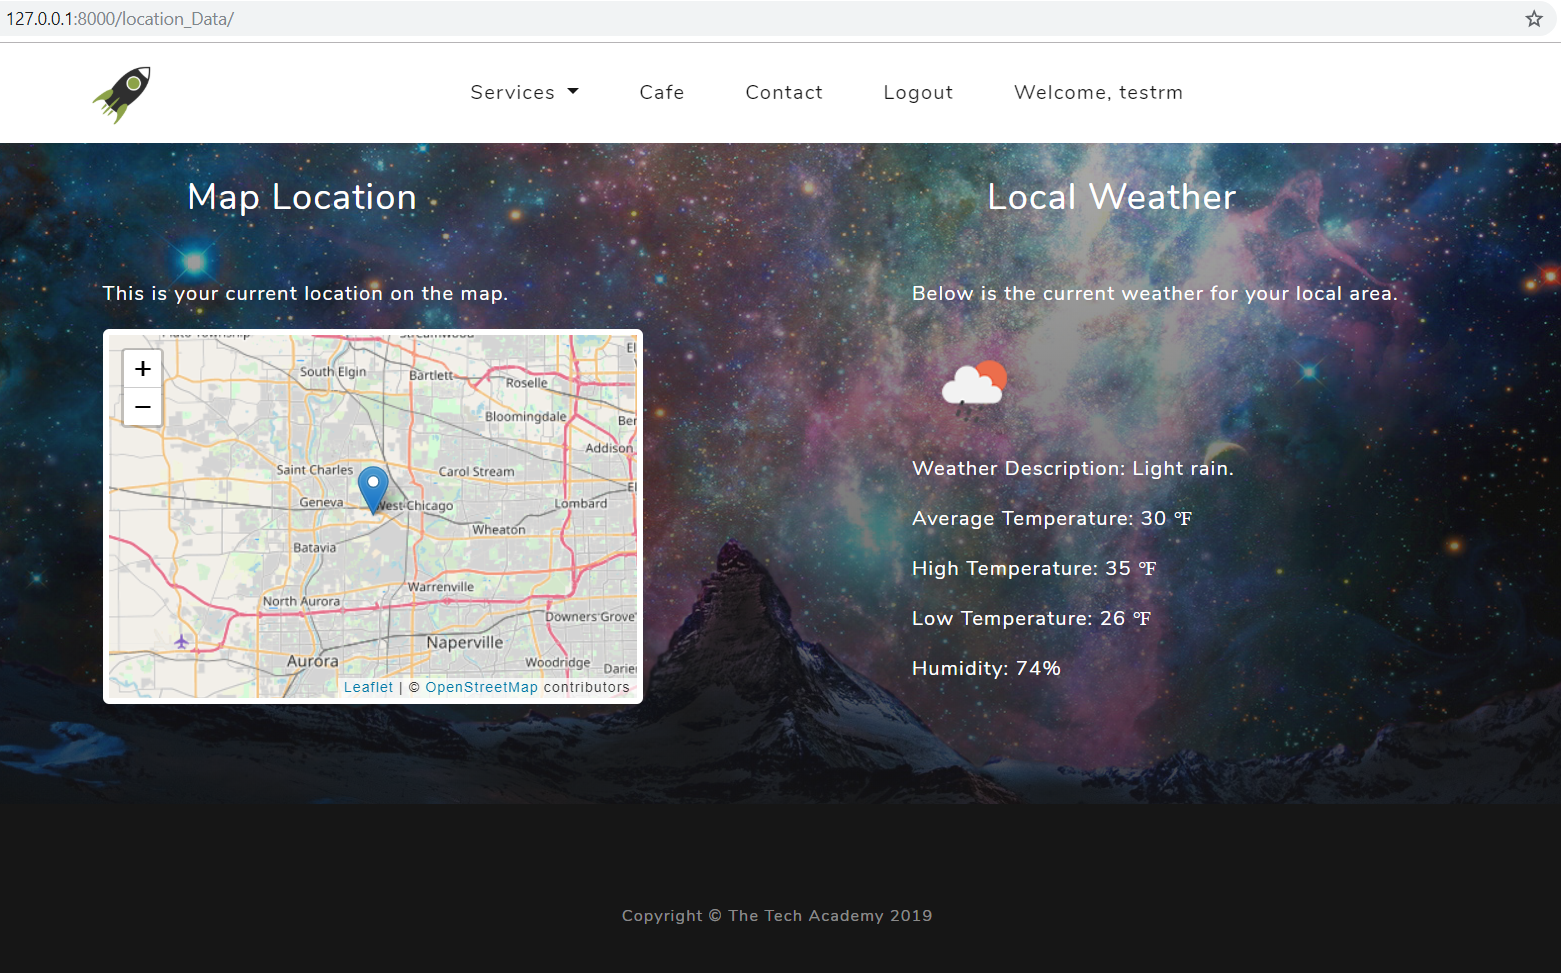 127.0.0.1:8000/location_Data/
Services Cafe Contact Logout Welcome, testrm
Map Location
Local Weather
This is your current location on the map.
Below is the current weather for your local area.
+
−
South Elgin
Bartlett
Roselle
Bloomingdale
Addison
Saint Charles
Carol Stream
Geneva
West Chicago
Lombard
Wheaton
Batavia
Warrenville
North Aurora
Downers Grove
Naperville
Aurora
Woodridge
Leaflet | © OpenStreetMap contributors
Weather Description: Light rain.
Average Temperature: 30 ℉
High Temperature: 35 ℉
Low Temperature: 26 ℉
Humidity: 74%
Copyright © The Tech Academy 2019